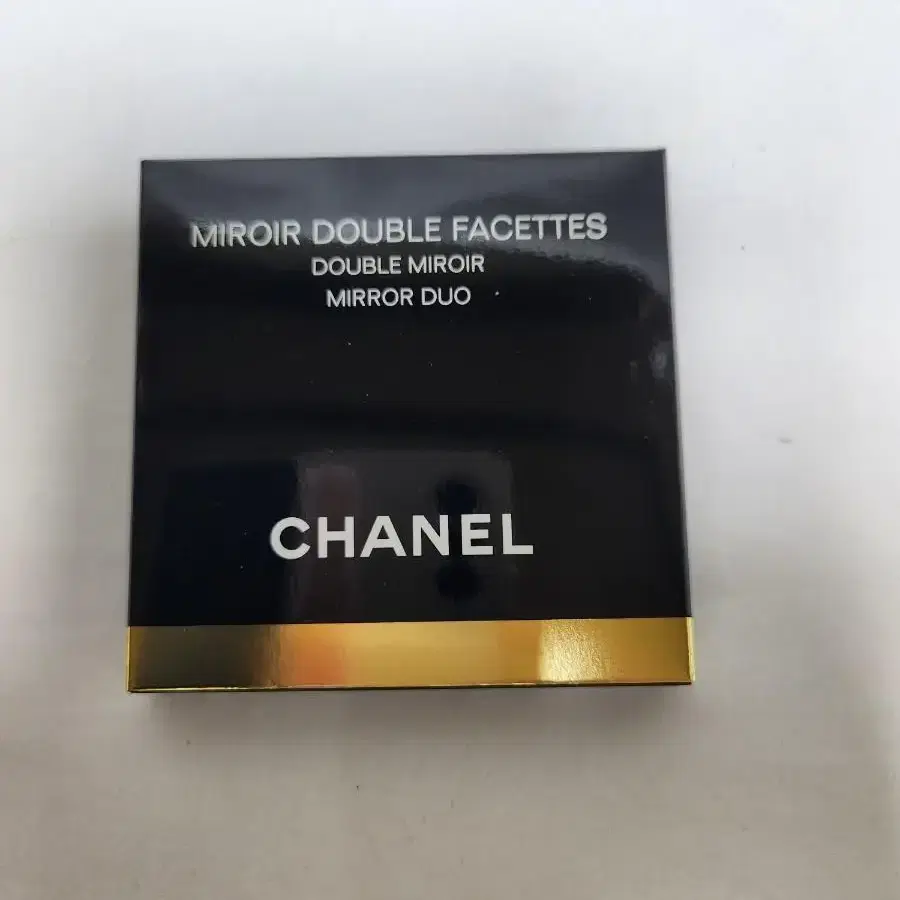 MIROIR DOUBLE FACETTES
DOUBLE MIROIR
MIRROR DUO
CHANEL